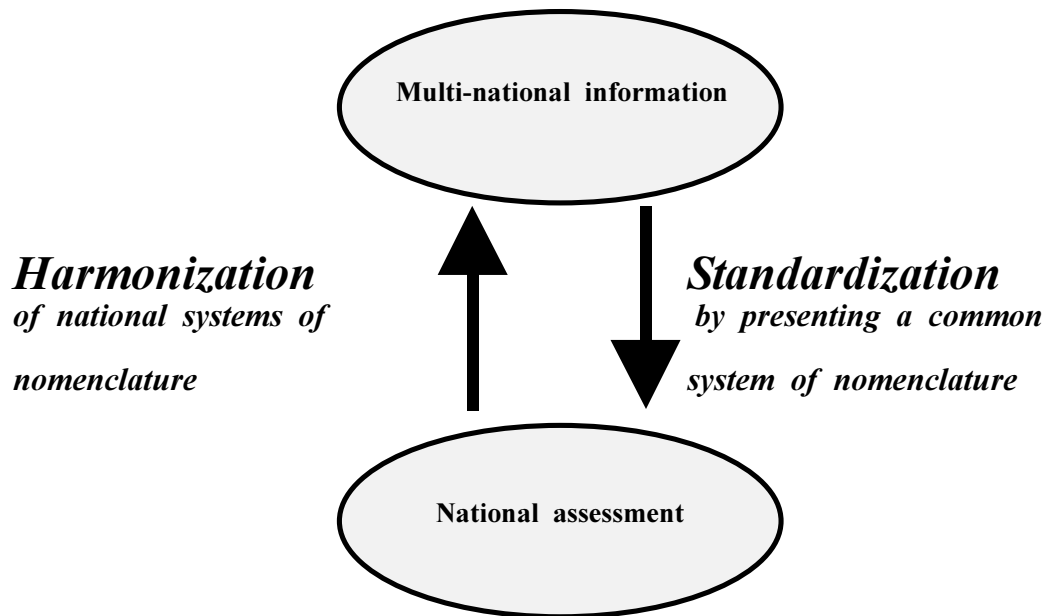 Multi-national information
Harmonization
of national systems of
nomenclature
Standardization
by presenting a common
system of nomenclature
National assessment